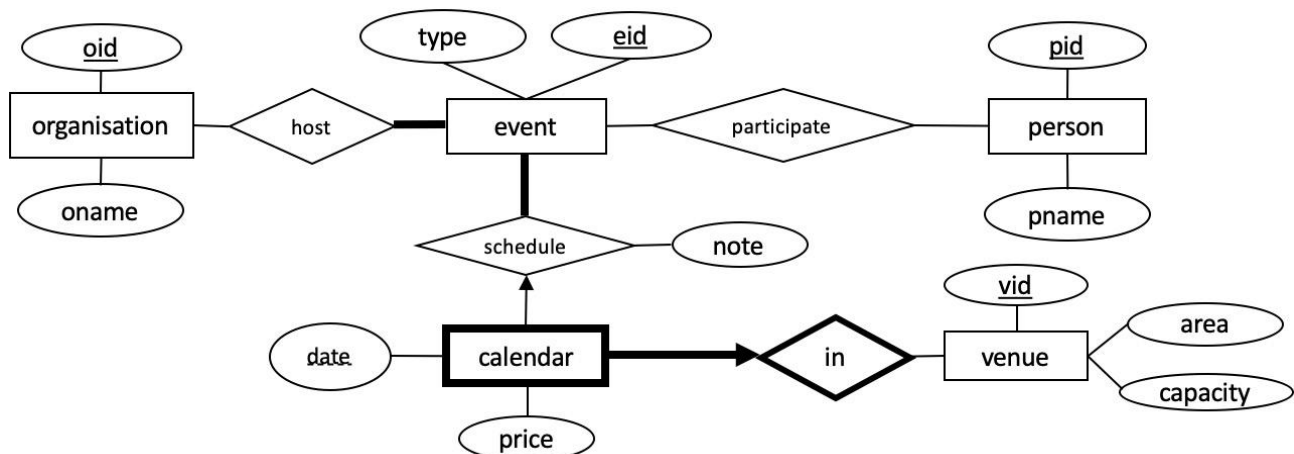 oid
type
eid
pid
organisation
host
event
participate
person
oname
pname
schedule
note
vid
area
date
calendar
in
venue
capacity
price